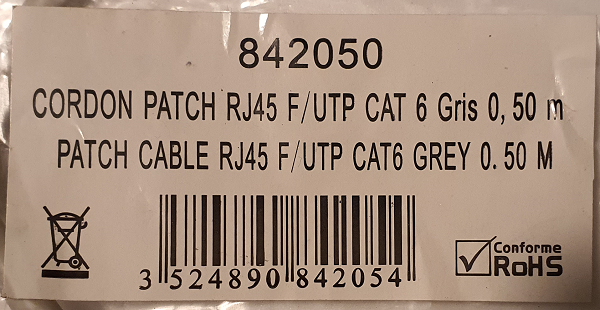 842050
CORDON PATCH RJ45 F/UTP CAT 6 Gris 0,50 m
PATCH CABLE RJ45 F/UTP CAT6 GREY 0.50 M
Conforme
RoHS
3 524890 842054